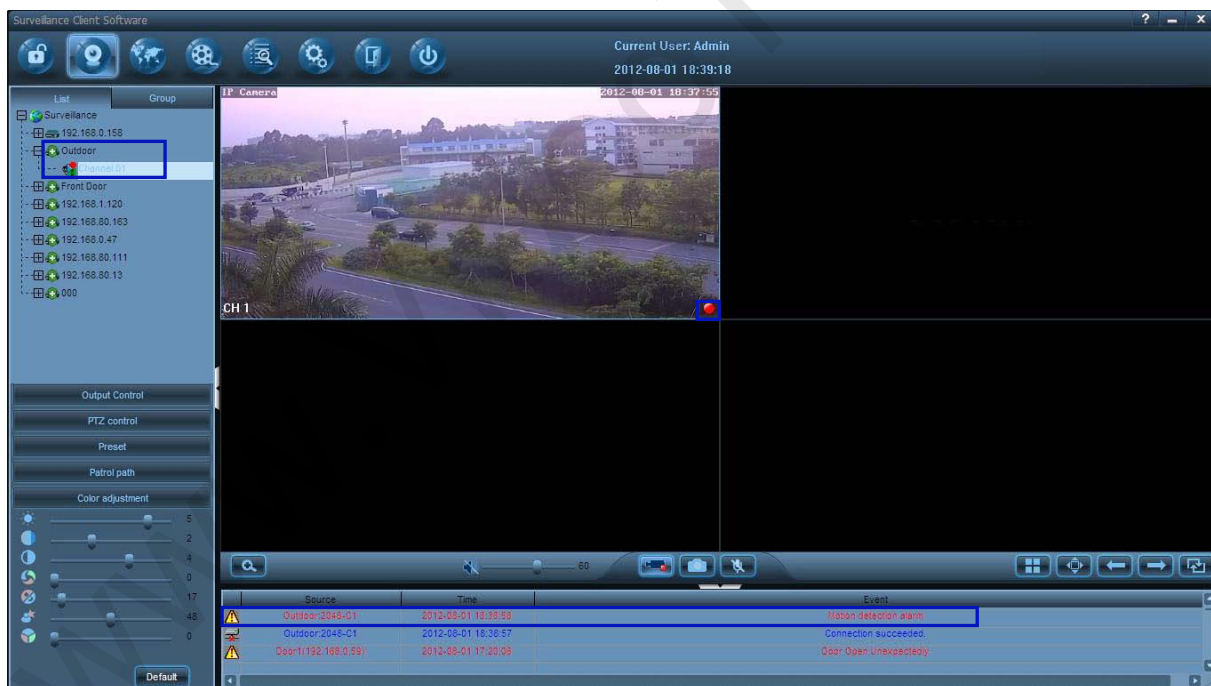 Surveillance Client Software
? – x
Current User: Admin
2012-08-01 18:39:18
List Group
Surveillance
192.168.0.158
Outdoor
Channel 01
Front Door
192.168.1.120
192.168.80.163
192.168.0.47
192.168.80.111
192.168.80.13
000
IP Camera 2012-08-01 18:37:55
CH 1
Output Control
PTZ control
Preset
Patrol path
Color adjustment
5
2
4
0
17
48
0
Default
60
Source Time Event
Outdoor:2048-C1 2012-08-01 18:38:58 Motion detection alarm
Outdoor:2048-C1 2012-08-01 18:38:57 Connection succeeded.
Door1(192.168.0.59) 2012-08-01 17:20:08 Door Open Unexpectedly.